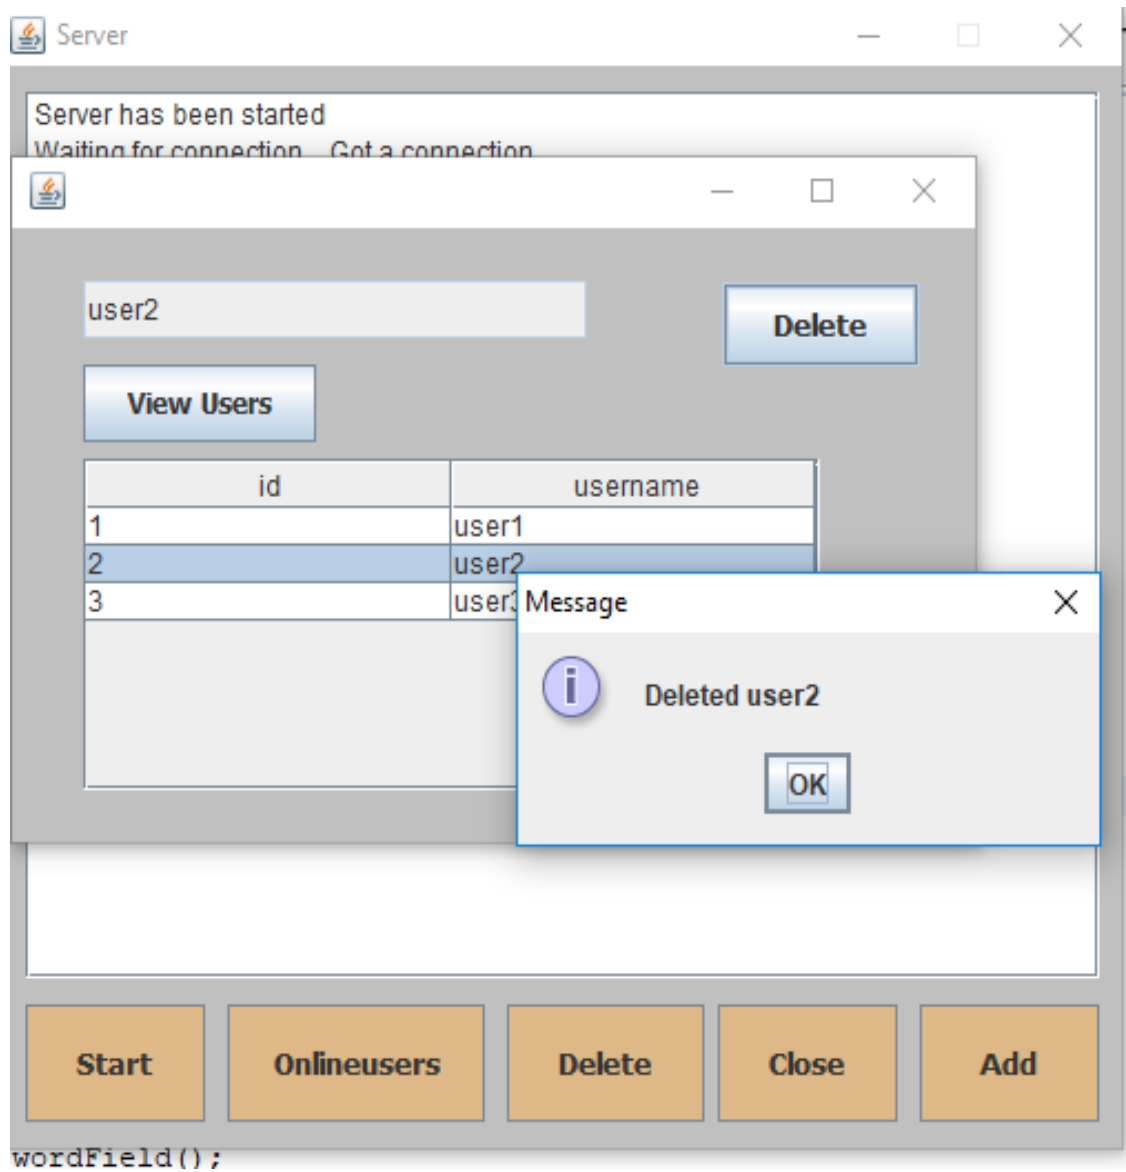 Server
Server has been started
Waiting for connection... Got a connection
user2
Delete
View Users
id username
1 user1
2 user2
3 user3
Message
Deleted user2
OK
Start Onlineusers Delete Close Add
wordField();